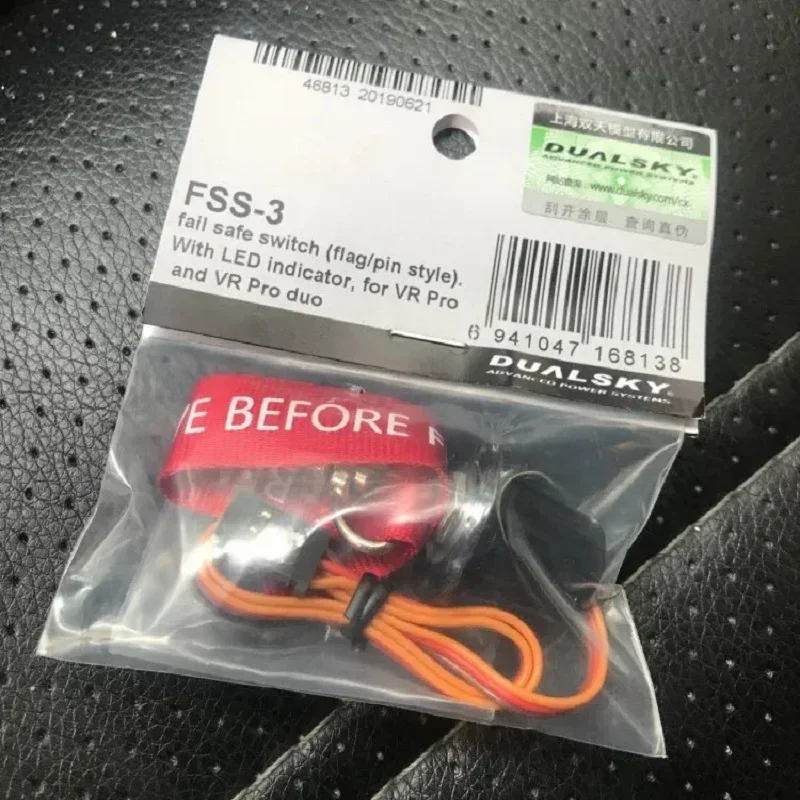 46813 20190621
上海双天模型有限公司
DUALSKY®
ADVANCED POWER SYSTEMS
www.dualsky.com/cx
刮开涂层 查询真伪
FSS-3
fail safe switch (flag/pin style).
With LED indicator, for VR Pro
and VR Pro duo
6 941047 168138
DUALSKY®
ADVANCED POWER SYSTEMS
BEFORE